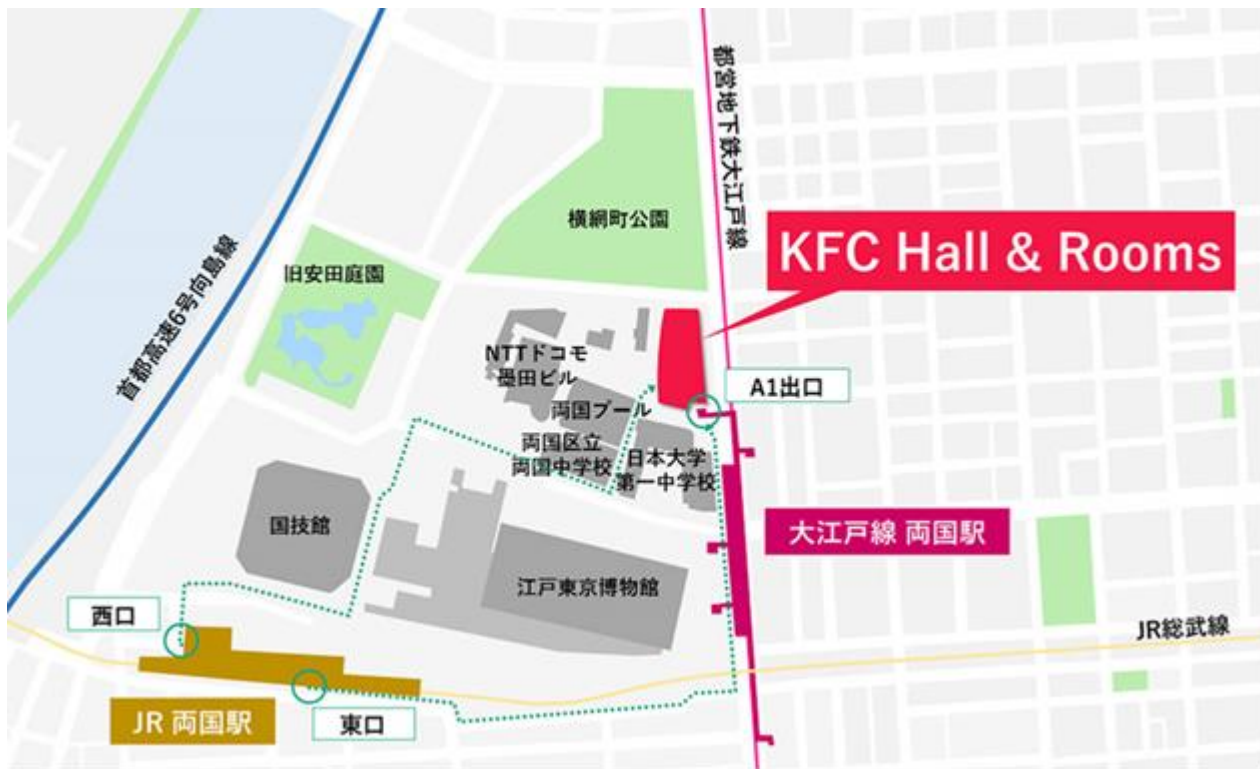 都営地下鉄大江戸線
横網町公園
KFC Hall & Rooms
旧安田庭園
首都高速6号向島線
NTTドコモ
墨田ビル
A1出口
両国プール
両国区立
両国中学校
日本大学
第一中学校
国技館
大江戸線 両国駅
江戸東京博物館
西口
JR総武線
JR 両国駅
東口